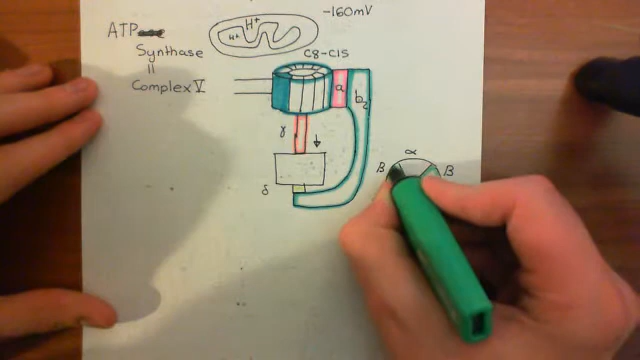 ATP
Synthase
=
Complex V
H⁺
H⁺
-160mV
C8-C15
a
b₂
γ
δ
α
B
B